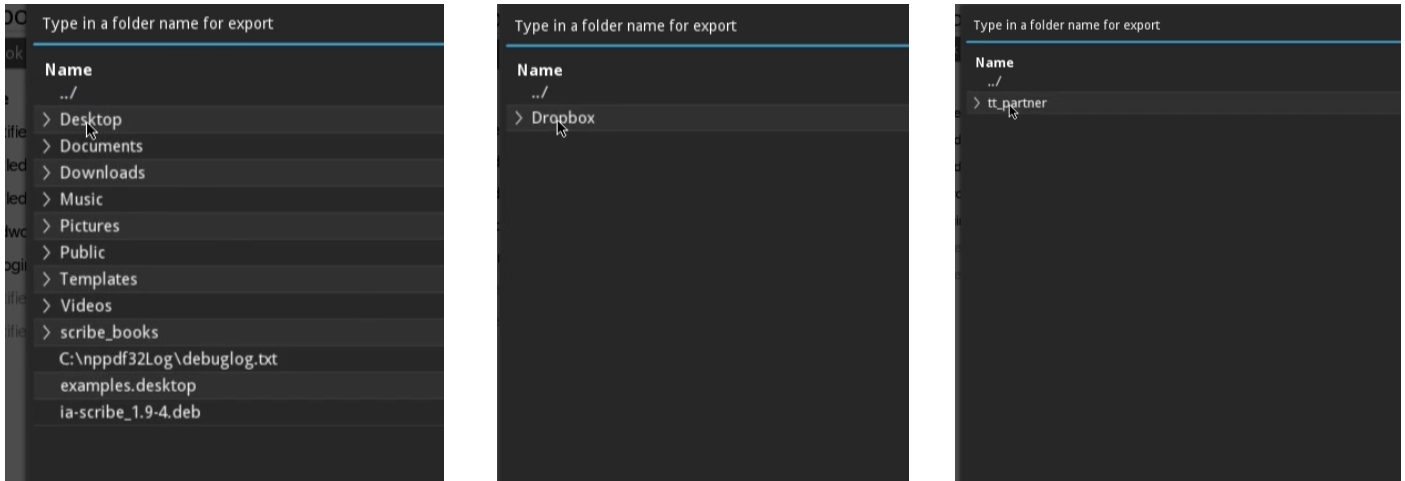 Type in a folder name for export
Name
../
Desktop
Documents
Downloads
Music
Pictures
Public
Templates
Videos
scribe_books
C:\nppdf32Log\debuglog.txt
examples.desktop
ia-scribe_1.9-4.deb
Type in a folder name for export
Name
../
Dropbox
Type in a folder name for export
Name
../
tt_partner